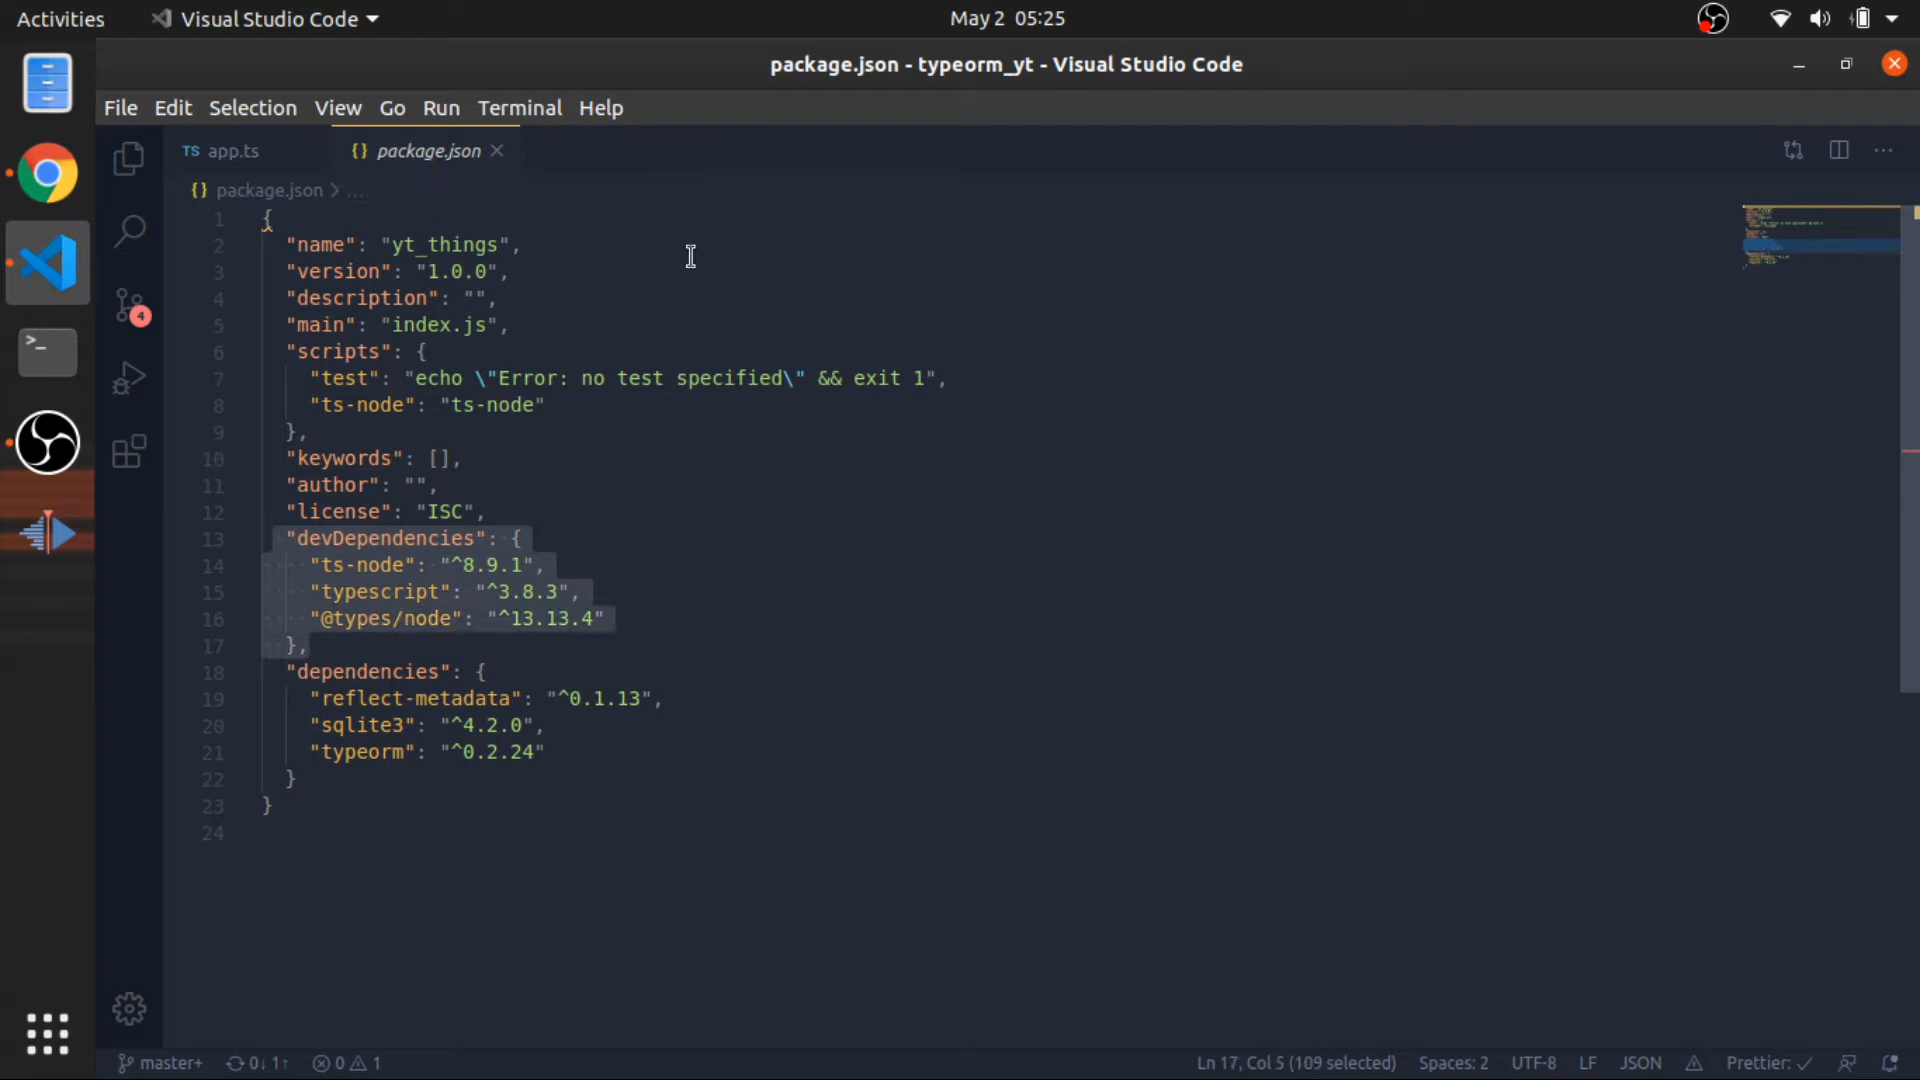 Activities Visual Studio Code May 2 05:25
package.json - typeorm_yt - Visual Studio Code
File Edit Selection View Go Run Terminal Help
TS app.ts {} package.json
{} package.json > ....
1 {
2 "name": "yt_things",
3 "version": "1.0.0",
4 "description": "",
5 "main": "index.js",
6 "scripts": {
7 "test": "echo \"Error: no test specified\" && exit 1",
8 "ts-node": "ts-node"
9 },
10 "keywords": [],
11 "author": "",
12 "license": "ISC",
13 "devDependencies": {
14 "ts-node": "^8.9.1",
15 "typescript": "^3.8.3",
16 "@types/node": "^13.13.4"
17 },
18 "dependencies": {
19 "reflect-metadata": "^0.1.13",
20 "sqlite3": "^4.2.0",
21 "typeorm": "^0.2.24"
22 }
23 }
24
4
master+ 0↓ 1↑ 0 1 Ln 17, Col 5 (109 selected) Spaces: 2 UTF-8 LF JSON Prettier: ✓